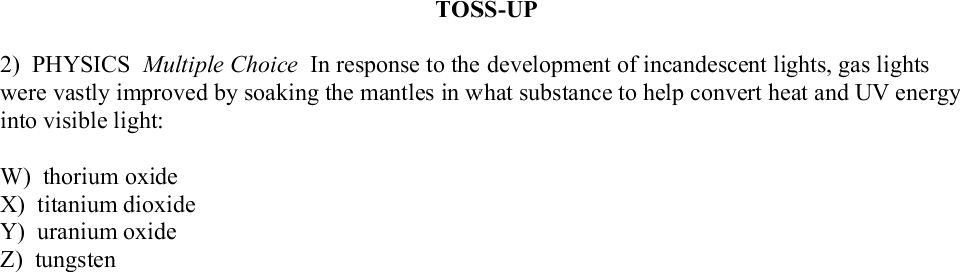 TOSS-UP
2) PHYSICS Multiple Choice In response to the development of incandescent lights, gas lights
were vastly improved by soaking the mantles in what substance to help convert heat and UV energy
into visible light:
W) thorium oxide
X) titanium dioxide
Y) uranium oxide
Z) tungsten